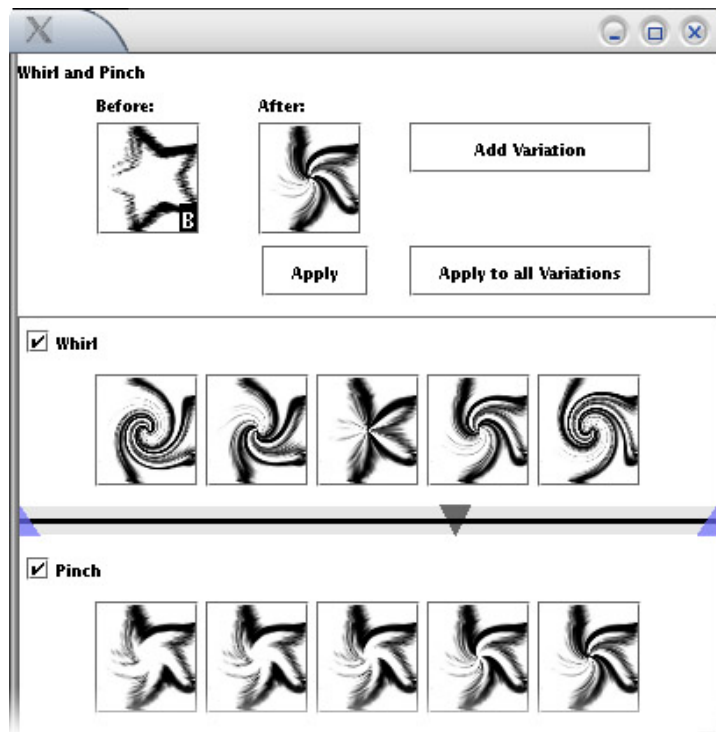 Whirl and Pinch
Before:
After:
B
Add Variation
Apply
Apply to all Variations
Whirl
Pinch